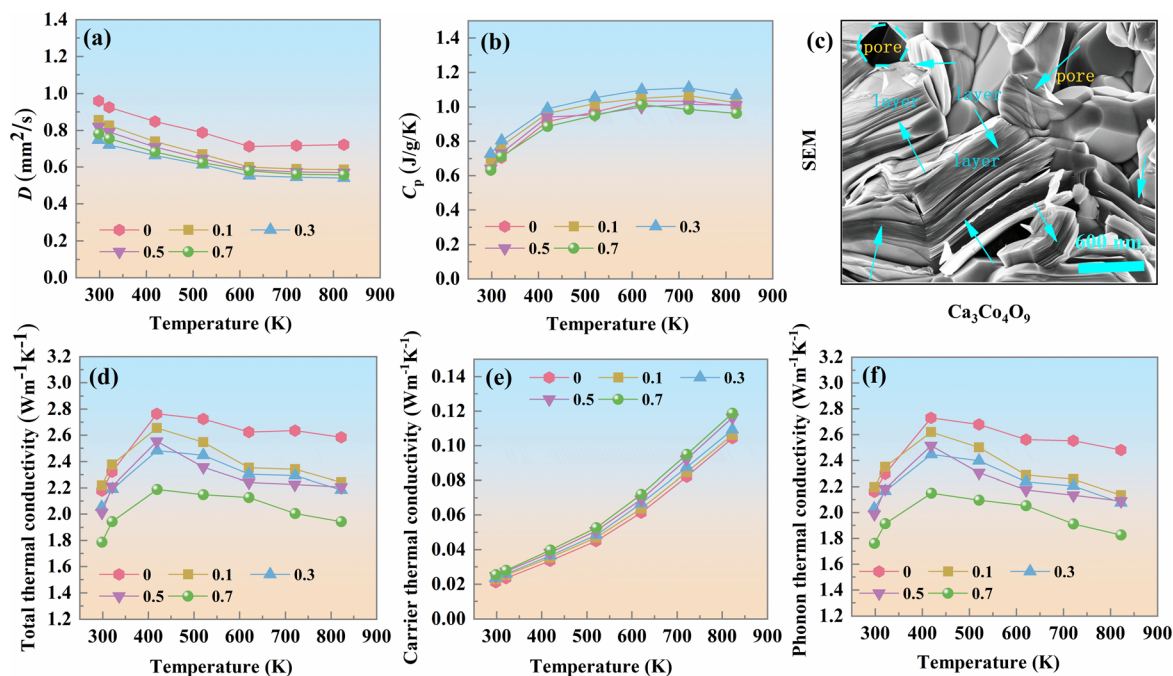 (a)
D (mm²/s)
1.4
1.2
1.0
0.8
0.6
0.4
0.2
0.0
0 0.1 0.3
0.5 0.7
300 400 500 600 700 800 900
Temperature (K)
(b)
Cₚ (J/g/K)
1.4
1.2
1.0
0.8
0.6
0.4
0.2
0.0
0 0.1 0.3
0.5 0.7
300 400 500 600 700 800 900
Temperature (K)
(c)
SEM
pore
pore
layer
layer
layer
600 nm
Ca₃Co₄O₉
(d)
Total thermal conductivity (Wm⁻¹K⁻¹)
3.2
3.0
2.8
2.6
2.4
2.2
2.0
1.8
1.6
1.4
1.2
0 0.1 0.3
0.5 0.7
300 400 500 600 700 800 900
Temperature (K)
(e)
Carrier thermal conductivity (Wm⁻¹K⁻¹)
0.14
0.12
0.10
0.08
0.06
0.04
0.02
0.00
0 0.1 0.3
0.5 0.7
300 400 500 600 700 800 900
Temperature (K)
(f)
Phonon thermal conductivity (Wm⁻¹K⁻¹)
3.2
3.0
2.8
2.6
2.4
2.2
2.0
1.8
1.6
1.4
1.2
0 0.1 0.3
0.5 0.7
300 400 500 600 700 800 900
Temperature (K)